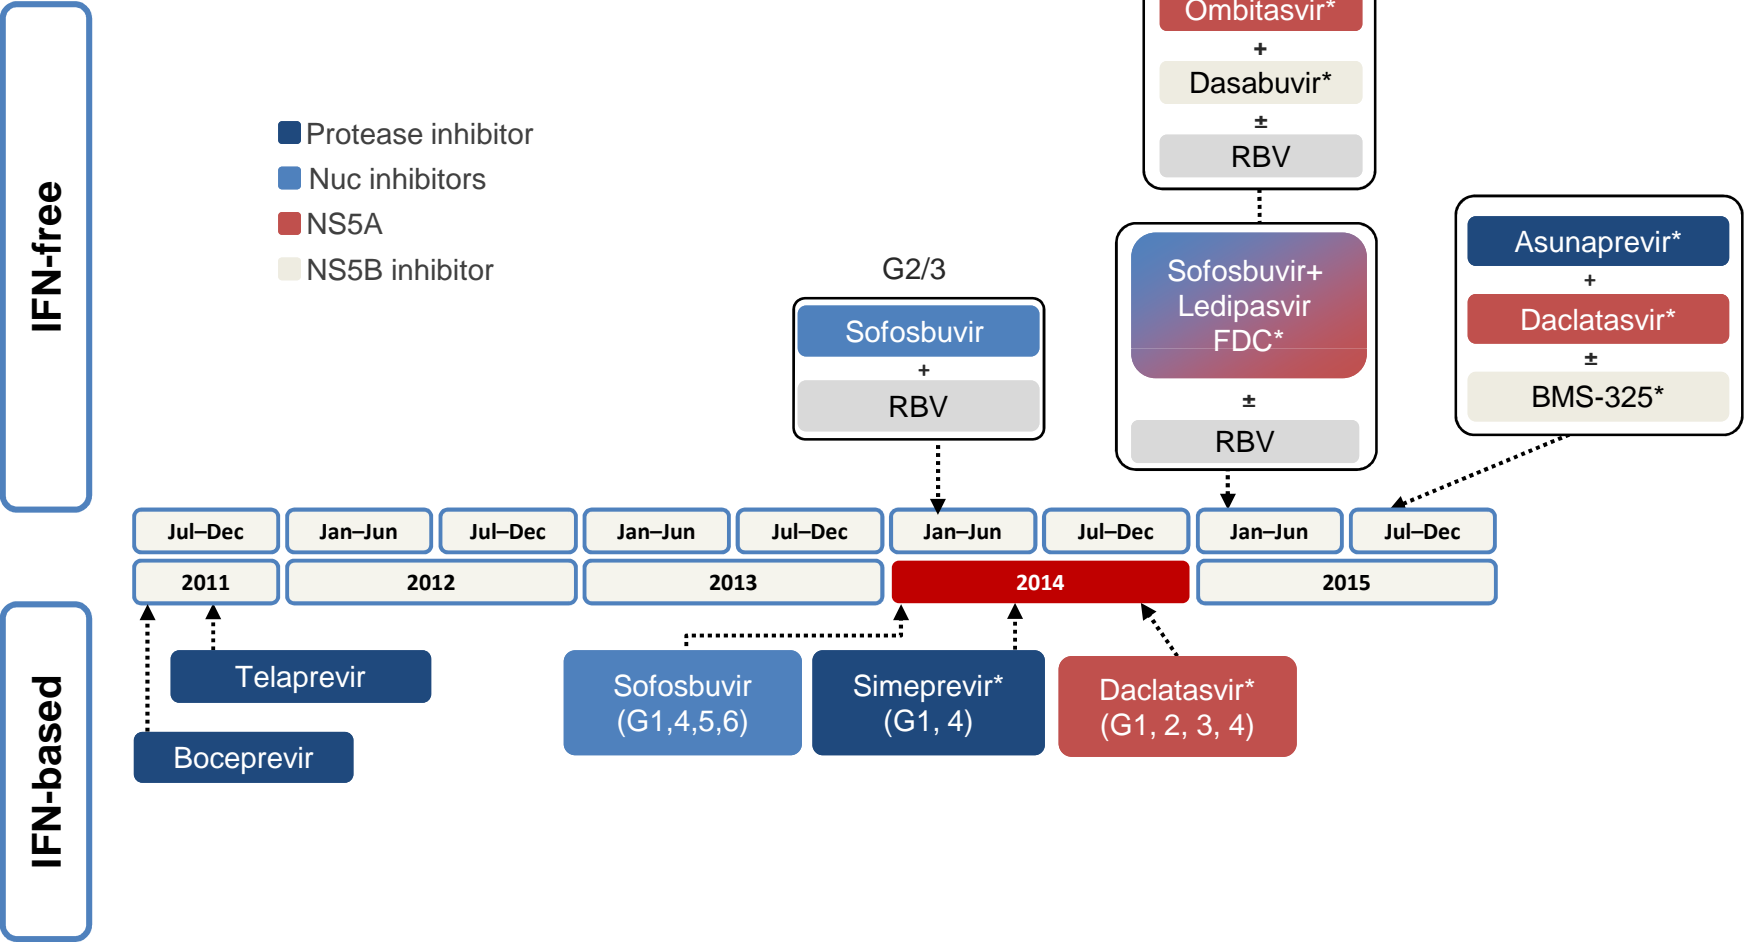 IFN-free
Ombitasvir*
+
Dasabuvir*
±
RBV
Protease inhibitor
Nuc inhibitors
NS5A
NS5B inhibitor
G2/3
Sofosbuvir
+
RBV
Sofosbuvir+
Ledipasvir
FDC*
±
RBV
Asunaprevir*
+
Daclatasvir*
±
BMS-325*
Jul–Dec Jan–Jun Jul–Dec Jan–Jun Jul–Dec Jan–Jun Jul–Dec Jan–Jun Jul–Dec
2011 2012 2013 2014 2015
IFN-based
Telaprevir
Boceprevir
Sofosbuvir
(G1,4,5,6)
Simeprevir*
(G1, 4)
Daclatasvir*
(G1, 2, 3, 4)